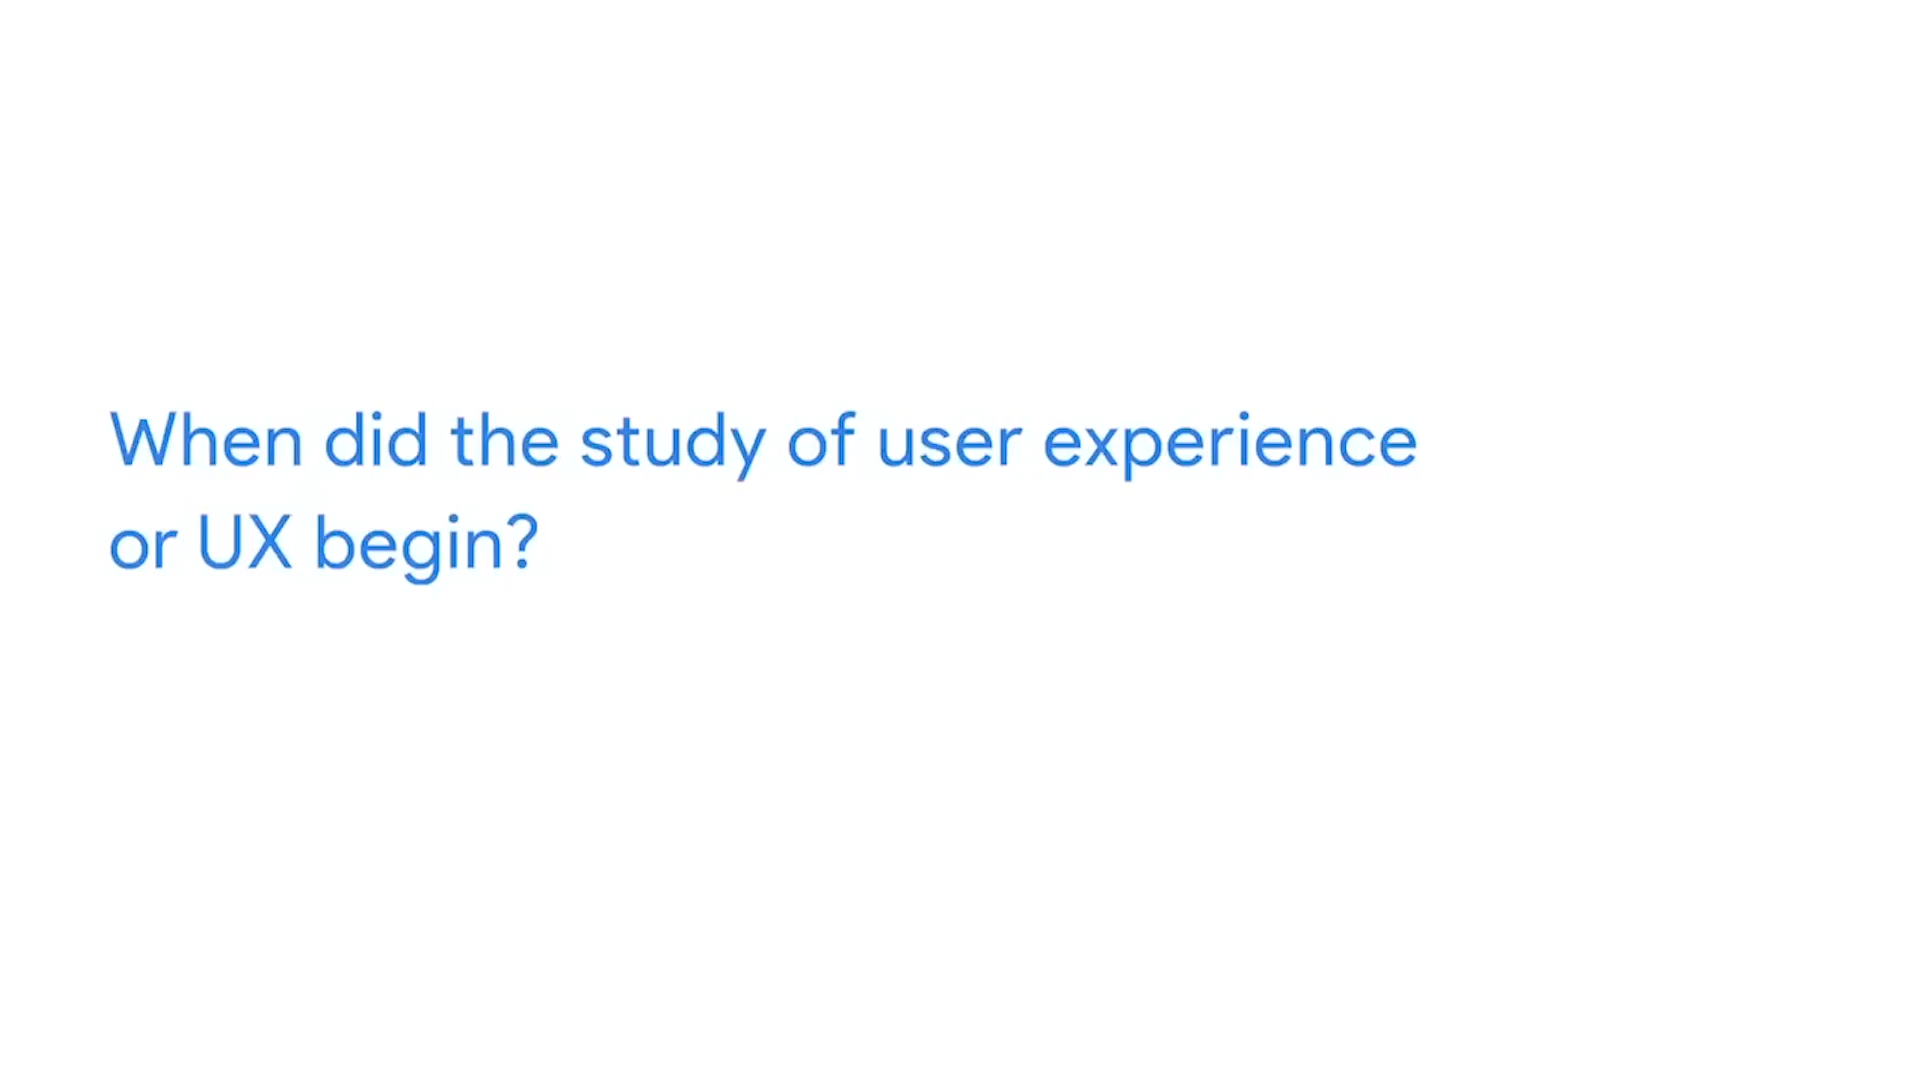 When did the study of user experience
or UX begin?